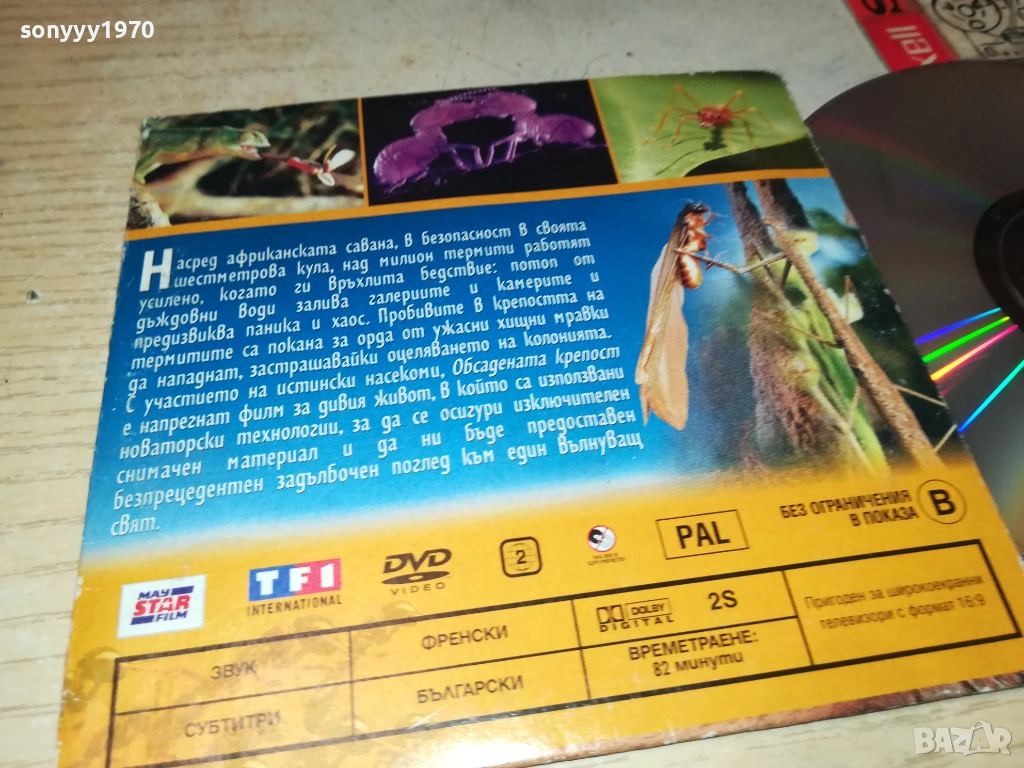 sonyyy1970
Насред африканската савана, в безопасност в своята
шестметрова кула, над милион термити работят
усилено, когато ги връхлита бедствие: потоп от
дъждовни води залива галериите и камерите и
предизвиква паника и хаос. Пробивите в крепостта на
термитите са покана за орда от ужасни хищни мравки
да нападнат, застрашавайки оцеляването на колонията.
С участието на истински насекоми, Обсадената крепост
е напрегнат филм за дивия живот, в който са използвани
новаторски технологии, за да се осигури изключителен
снимачен материал и да ни бъде предоставен
безпрецедентен задълбочен поглед към един вълнуващ
свят.
БЕЗ ОГРАНИЧЕНИЯ
В ПОКАЗА
B
MAY
STAR
FILM
TF1
INTERNATIONAL
DVD
VIDEO
2
PAL
ЗВУК
ФРЕНСКИ
DOLBY
DIGITAL
2S
Пригоден за широкоекранни
телевизори с формат 16:9
СУБТИТРИ
БЪЛГАРСКИ
ВРЕМЕТРАЕНЕ:
82 минути
BAZAR